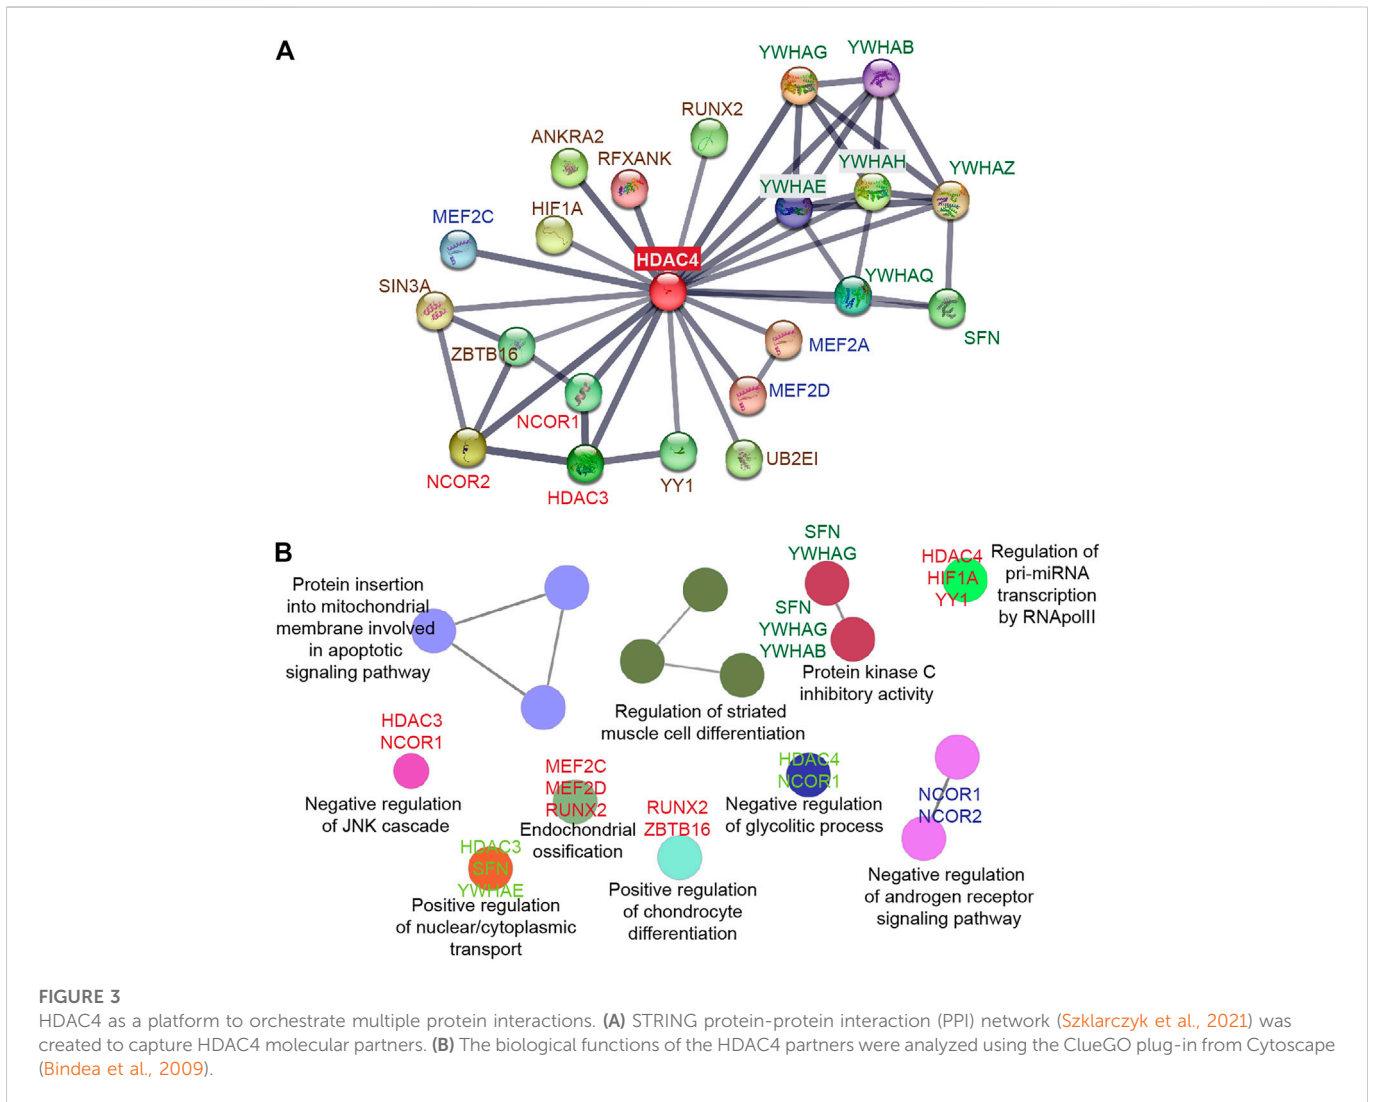 A
YWHAG
YWHAB
RUNX2
ANKRA2
RFXANK
YWHAH
YWHAZ
YWHAE
HIF1A
MEF2C
HDAC4
SIN3A
YWHAQ
ZBTB16
MEF2A
SFN
MEF2D
NCOR1
UB2EI
NCOR2
HDAC3
YY1
B
Protein insertion
into mitochondrial
membrane involved
in apoptotic
signaling pathway
Regulation of striated
muscle cell differentiation
SFN
YWHAG
SFN
YWHAG
YWHAB
Protein kinase C
inhibitory activity
HDAC4
HIF1A
YY1
Regulation of
pri-miRNA
transcription
by RNApolII
HDAC3
NCOR1
Negative regulation
of JNK cascade
MEF2C
MEF2D
RUNX2
Endochondrial
ossification
RUNX2
ZBTB16
Positive regulation
of chondrocyte
differentiation
HDAC4
NCOR1
Negative regulation
of glycolitic process
NCOR1
NCOR2
Negative regulation
of androgen receptor
signaling pathway
HDAC3
SFN
YWHAE
Positive regulation
of nuclear/cytoplasmic
transport
FIGURE 3
HDAC4 as a platform to orchestrate multiple protein interactions. (A) STRING protein-protein interaction (PPI) network (Szklarczyk et al., 2021) was
created to capture HDAC4 molecular partners. (B) The biological functions of the HDAC4 partners were analyzed using the ClueGO plug-in from Cytoscape
(Bindea et al., 2009).